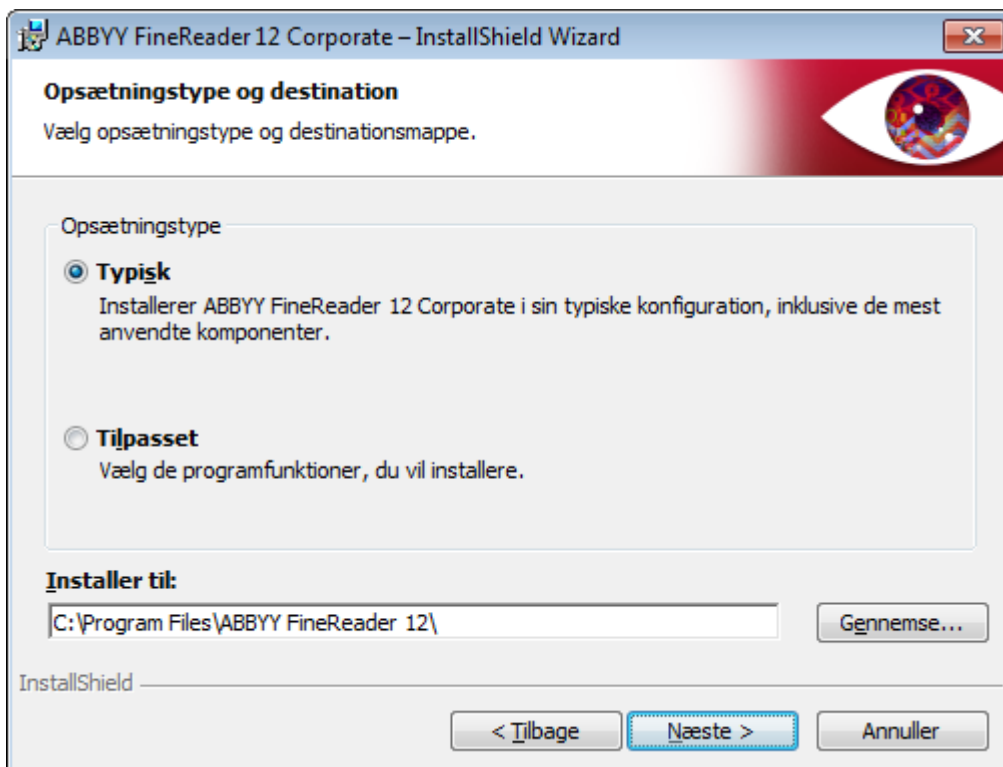 ABBYY FineReader 12 Corporate – InstallShield Wizard
Opsætningstype og destination
Vælg opsætningstype og destinationsmappe.
Opsætningstype
Typisk
Installerer ABBYY FineReader 12 Corporate i sin typiske konfiguration, inklusive de mest
anvendte komponenter.
Tilpasset
Vælg de programfunktioner, du vil installere.
Installer til:
C:\Program Files\ABBYY FineReader 12\
Gennemse...
InstallShield
< Tilbage
Næste >
Annuller